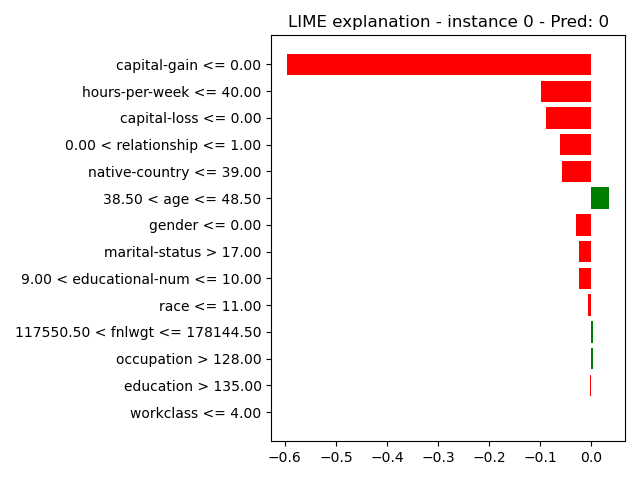 LIME explanation - instance 0 - Pred: 0
capital-gain <= 0.00
hours-per-week <= 40.00
capital-loss <= 0.00
0.00 < relationship <= 1.00
native-country <= 39.00
38.50 < age <= 48.50
gender <= 0.00
marital-status > 17.00
9.00 < educational-num <= 10.00
race <= 11.00
117550.50 < fnlwgt <= 178144.50
occupation > 128.00
education > 135.00
workclass <= 4.00
−0.6 −0.5 −0.4 −0.3 −0.2 −0.1 0.0